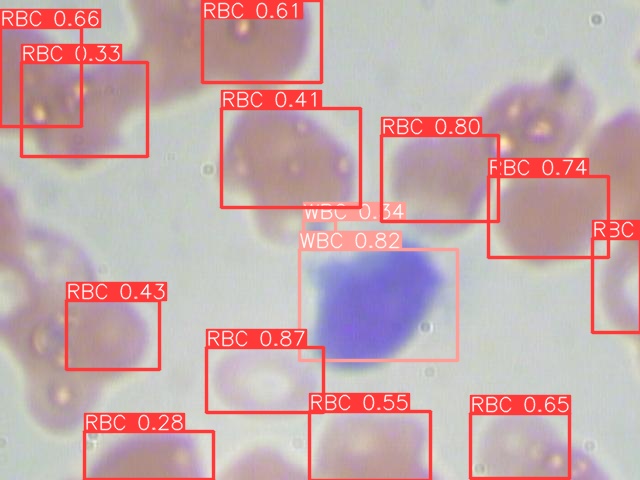 RBC 0.66
RBC 0.61
RBC 0.33
RBC 0.41
RBC 0.80
RBC 0.74
WBC 0.34
RBC
WBC 0.82
RBC 0.43
RBC 0.87
RBC 0.55
RBC 0.65
RBC 0.28